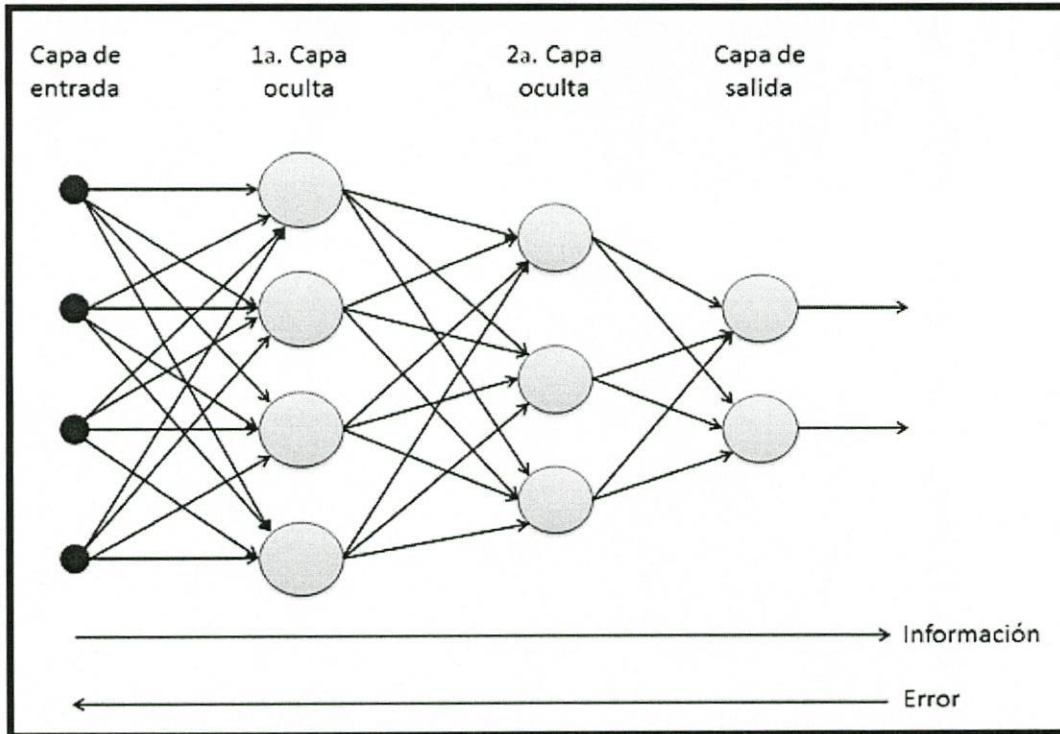 Capa de
entrada
1a. Capa
oculta
2a. Capa
oculta
Capa de
salida
Información
Error